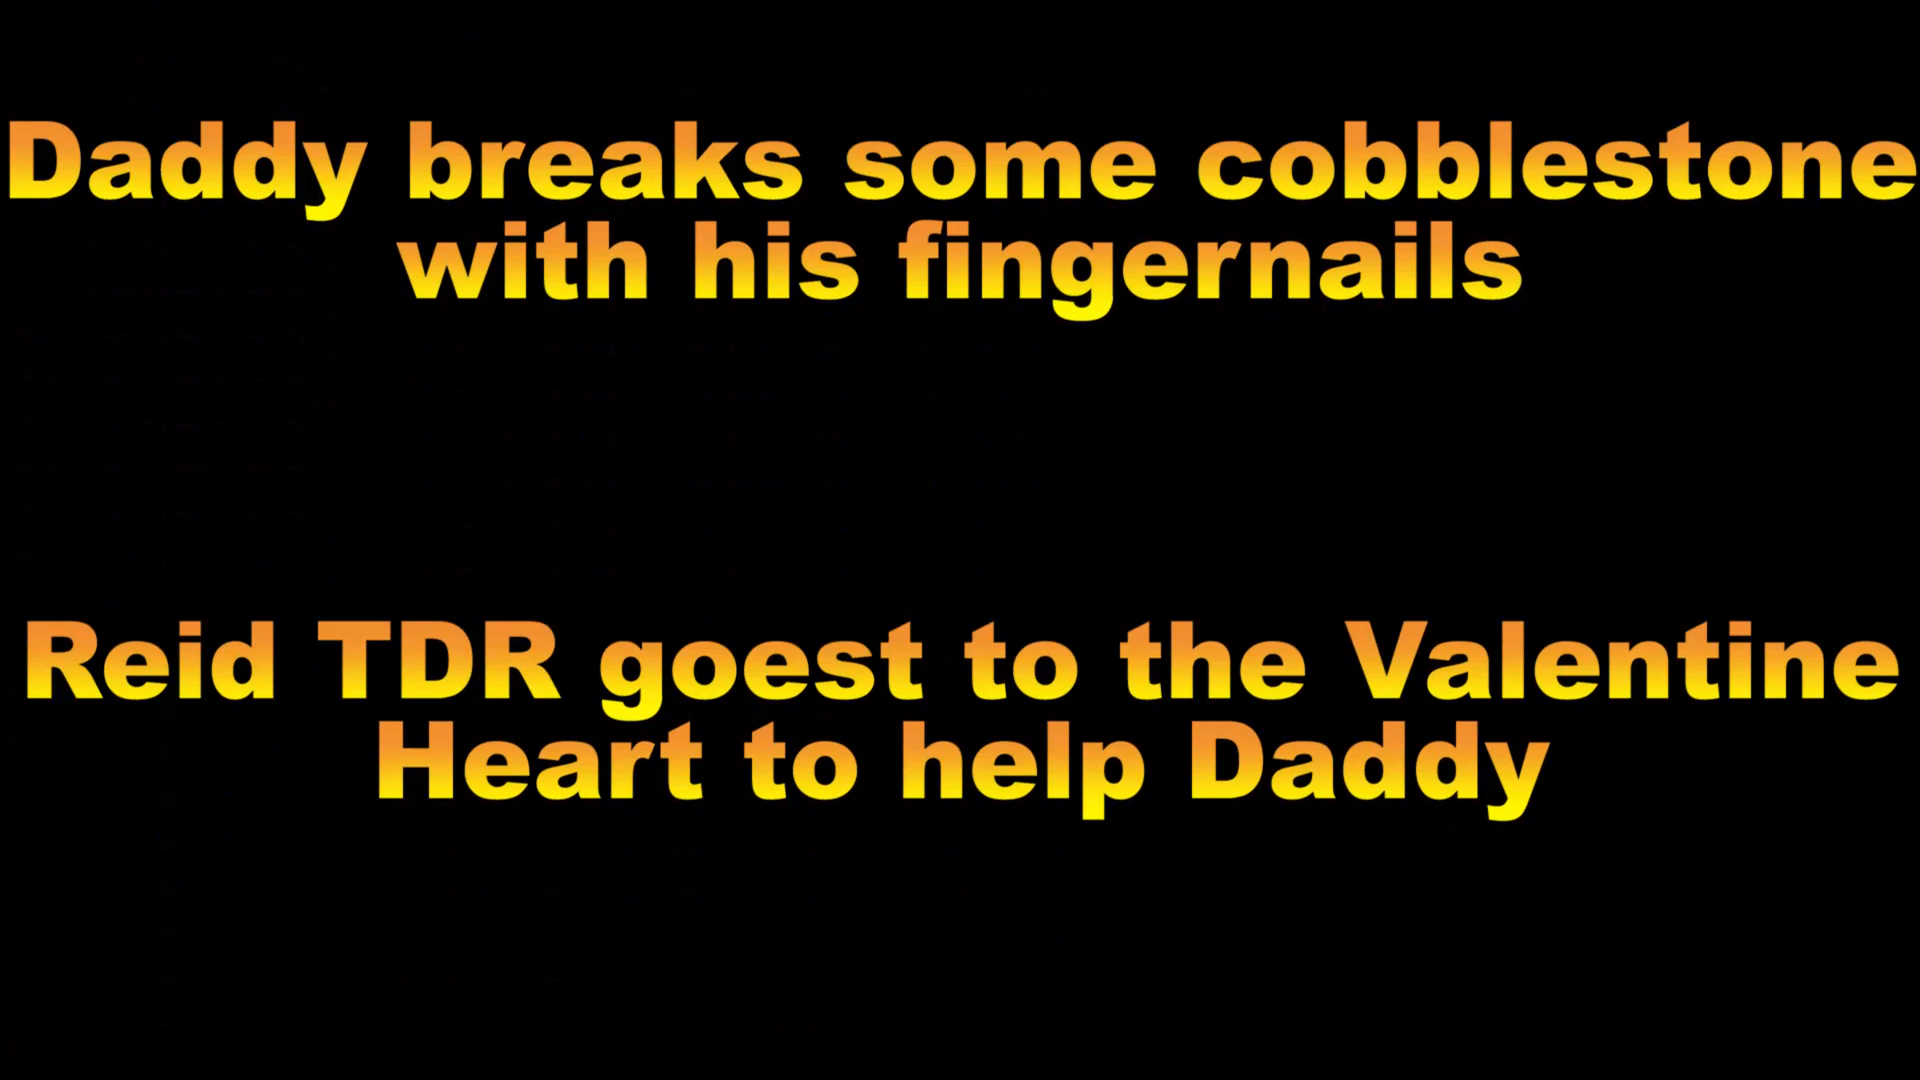 Daddy breaks some cobblestone
with his fingernails
Reid TDR goest to the Valentine
Heart to help Daddy